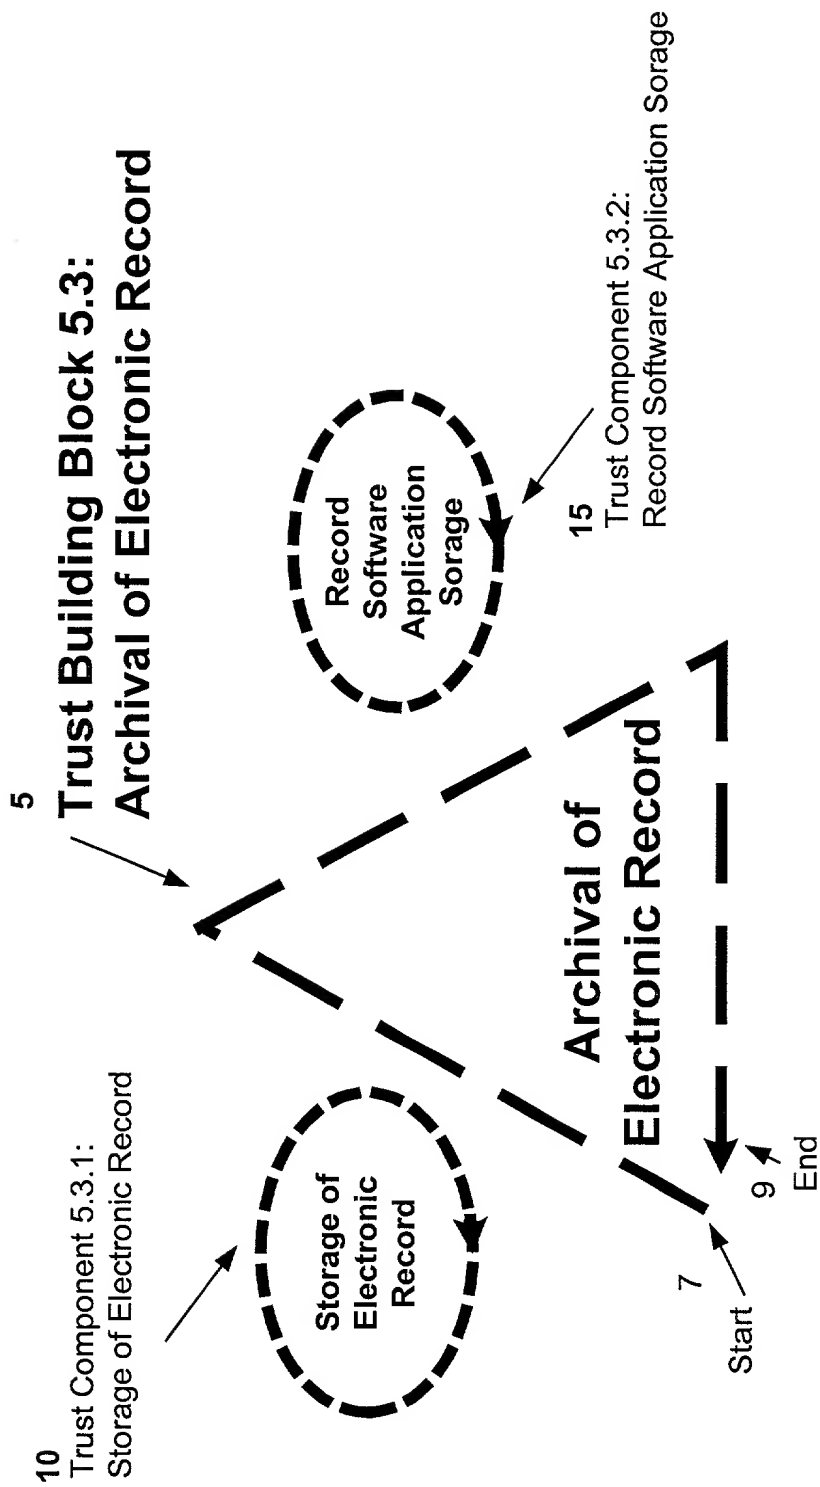 5
Trust Building Block 5.3:
Archival of Electronic Record
10
Trust Component 5.3.1:
Storage of Electronic Record
Storage of
Electronic
Record
Record
Software
Application
Sorage
15
Trust Component 5.3.2:
Record Software Application Sorage
Archival of
Electronic Record
7
Start
9
End